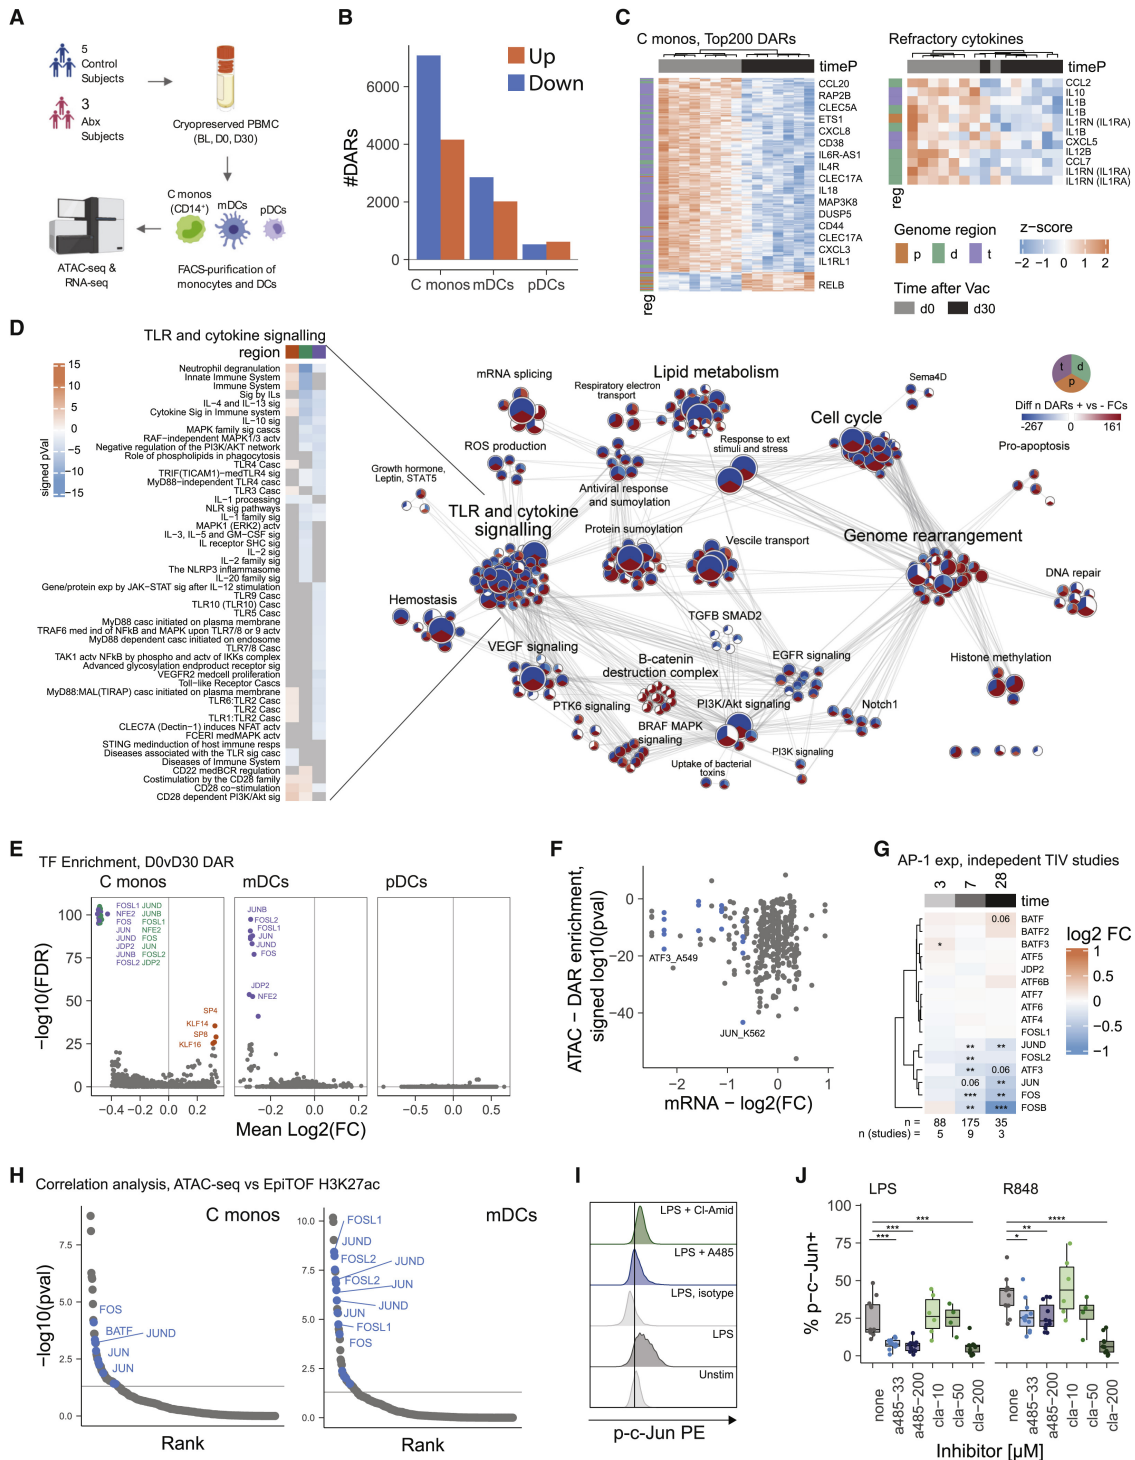 A
5
Control
Subjects
3
Abx
Subjects
Cryopreserved PBMC
(BL, D0, D30)
C monos
(CD14+)
mDCs
pDCs
ATAC-seq &
RNA-seq
FACS-purification of
monocytes and DCs
B
Up
Down
#DARs
6000
4000
2000
0
C monos
mDCs
pDCs
C
C monos, Top200 DARs
timeP
CCL20
RAP2B
CLEC5A
ETS1
CXCL8
CD38
IL6R-AS1
IL4R
CLEC17A
IL18
MAP3K8
DUSP5
CD44
CLEC17A
CXCL3
IL1RL1
RELB
reg
Refractory cytokines
timeP
CCL2
IL10
IL1B
IL1B
IL1RN (IL1RA)
IL1B
CXCL5
IL12B
CCL7
IL1RN (IL1RA)
IL1RN (IL1RA)
reg
Genome region
p
d
t
z-score
−2 −1 0 1 2
Time after Vac
d0
d30
D
TLR and cytokine signalling
region
signed pVal
15
10
5
0
−5
−10
−15
Neutrophil degranulation
Innate Immune System
Immune System
Sig by ILs
IL−4 and IL−13 sig
Cytokine Sig in Immune system
IL−10 sig
MAPK family sig cascs
RAF−independent MAPK1/3 actv
Negative regulation of the PI3K/AKT network
Role of phospholipids in phagocytosis
TLR4 Casc
TRIF(TICAM1)−medTLR4 sig
MyD88−independent TLR4 casc
TLR3 Casc
IL−1 processing
NLR sig pathways
IL−1 family sig
MAPK1 (ERK2) actv
IL−3, IL−5 and GM−CSF sig
IL receptor SHC sig
IL−2 sig
IL−2 family sig
The NLRP3 inflammasome
IL−20 family sig
Gene/protein exp by JAK−STAT sig after IL−12 stimulation
TLR9 Casc
TLR10 (TLR10) Casc
TLR5 Casc
MyD88 casc initiated on plasma membrane
TRAF6 med ind of NFkB and MAPK upon TLR7/8 or 9 actv
MyD88 dependent casc initiated on endosome
TLR7/8 Casc
TAK1 actv NFkB by phospho and actv of IKKs complex
Advanced glycosylation endproduct receptor sig
VEGFR2 medcell proliferation
Toll−like Receptor Cascs
MyD88:MAL(TIRAP) casc initiated on plasma membrane
TLR6:TLR2 Casc
TLR2 Casc
TLR1:TLR2 Casc
CLEC7A (Dectin−1) induces NFAT actv
FCERI medMAPK actv
STING medinduction of host immune resps
Diseases associated with the TLR sig casc
Diseases of Immune System
CD22 medBCR regulation
Costimulation by the CD28 family
CD28 co−stimulation
CD28 dependent PI3K/Akt sig
mRNA splicing
Respiratory electron
transport
Lipid metabolism
Sema4D
t
d
p
Diff n DARs + vs - FCs
-267
0
161
Cell cycle
ROS production
Response to ext
stimuli and stress
Pro-apoptosis
Growth hormone,
Leptin, STAT5
Antiviral response
and sumoylation
TLR and cytokine
signalling
Protein sumoylation
Vescile transport
Genome rearrangement
DNA repair
Hemostasis
TGFB SMAD2
VEGF signaling
B-catenin
destruction complex
EGFR signaling
Histone methylation
PTK6 signaling
PI3K/Akt signaling
Notch1
BRAF MAPK
signaling
PI3K signaling
Uptake of bacterial
toxins
E
TF Enrichment, D0vD30 DAR
C monos
mDCs
pDCs
−log10(FDR)
100
75
50
25
0
FOSL1 JUND
NFE2 JUNB
FOS FOSL1
JUN NFE2
JUND FOS
JDP2 JUN
JUNB FOSL2
FOSL2 JDP2
SP4
KLF14
SP8
KLF16
JUNB
FOSL2
FOSL1
JUN
JUND
FOS
JDP2
NFE2
−0.4 −0.2 0.0 0.2
−0.2 0.0 0.2
−0.5 0.0 0.5
Mean Log2(FC)
F
ATAC − DAR enrichment,
signed log10(pval)
0
−20
−40
ATF3_A549
JUN_K562
−2 −1 0 1
mRNA − log2(FC)
G
AP-1 exp, indepedent TIV studies
3 7 28
time
0.06 BATF
BATF2
* BATF3
ATF5
JDP2
ATF6B
ATF7
ATF6
ATF4
FOSL1
** ** JUND
** FOSL2
** 0.06 ATF3
0.06 ** JUN
*** ** FOS
** *** FOSB
n = 88 175 35
n (studies) = 5 9 3
log2 FC
1
0.5
0
−0.5
−1
H
Correlation analysis, ATAC-seq vs EpiTOF H3K27ac
C monos
−log10(pval)
7.5
5.0
2.5
0.0
FOS
BATF
JUND
JUN
JUN
Rank
mDCs
10.0
7.5
5.0
2.5
0.0
FOSL1
JUND
FOSL2
JUND
FOSL2
JUN
JUND
JUN
FOSL1
FOS
Rank
I
LPS + Cl-Amid
LPS + A485
LPS, isotype
LPS
Unstim
p-c-Jun PE
J
LPS
R848
% p−c−Jun+
100
75
50
25
0
***
***
***
****
**
*
none
a485−33
a485−200
cla−10
cla−50
cla−200
none
a485−33
a485−200
cla−10
cla−50
cla−200
Inhibitor [µM]